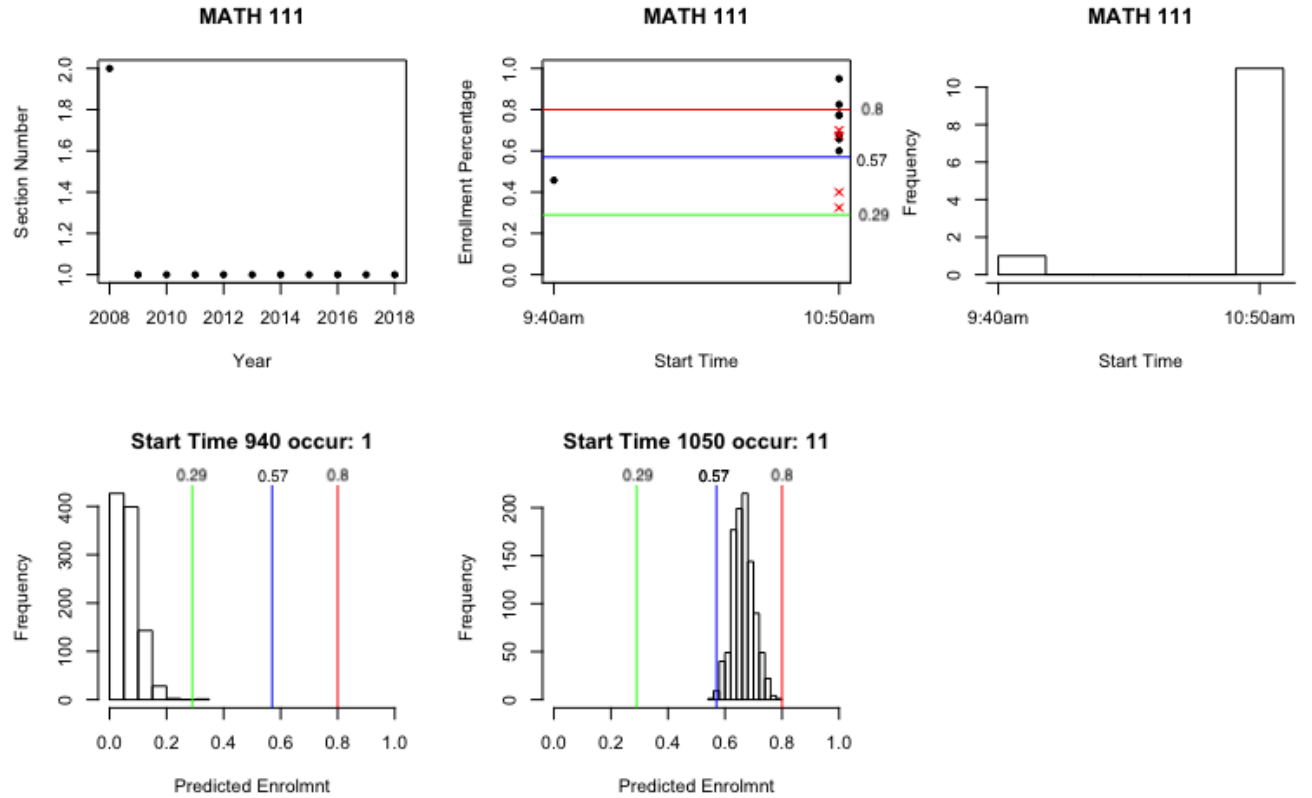 MATH 111
Section Number
2.0
1.8
1.6
1.4
1.2
1.0
2008 2010 2012 2014 2016 2018
Year
MATH 111
Enrollment Percentage
1.0
0.8
0.6
0.4
0.2
0.0
0.8
0.57
0.29
9:40am 10:50am
Start Time
MATH 111
Frequency
10
8
6
4
2
0
9:40am 10:50am
Start Time
Start Time 940 occur: 1
0.29 0.57 0.8
Frequency
400
300
200
100
0
0.0 0.2 0.4 0.6 0.8 1.0
Predicted Enrolmnt
Start Time 1050 occur: 11
0.29 0.57 0.8
Frequency
200
150
100
50
0
0.0 0.2 0.4 0.6 0.8 1.0
Predicted Enrolmnt